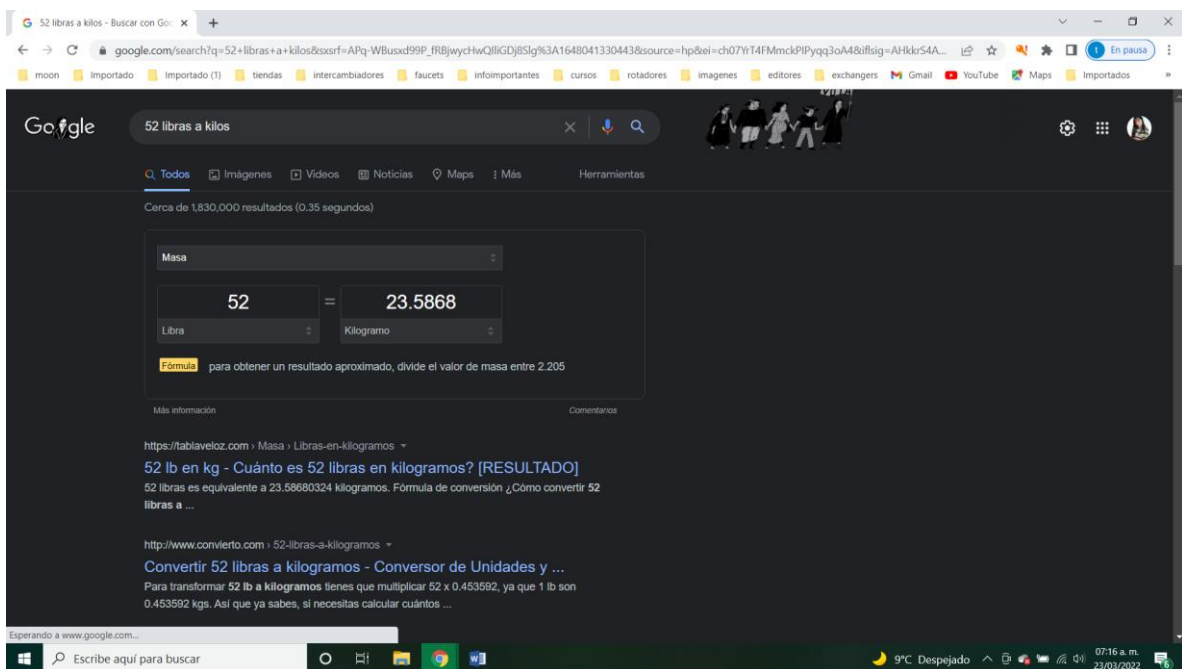 52 libras a kilos - Buscar con Goo
google.com/search?q=52+libras+a+kilos&sxsrf=APq-WBusxd99P_fRBjwycHwQIliGDj8Slg%3A1648041330443&source=hp&ei=ch07YrT4FMmckPIPyqq3oA4&iflsig=AHkkrS4A...
t En pausa
moon Importado Importado (1) tiendas intercambiadores faucets infoimportantes cursos rotadores imagenes editores exchangers Gmail YouTube Maps Importados »
Google
52 libras a kilos
Todos Imágenes Videos Noticias Maps Más Herramientas
Cerca de 1,830,000 resultados (0.35 segundos)
Masa
52 = 23.5868
Libra Kilogramo
Fórmula para obtener un resultado aproximado, divide el valor de masa entre 2.205
Más información Comentarios
https://tablaveloz.com › Masa › Libras-en-kilogramos
52 lb en kg - Cuánto es 52 libras en kilogramos? [RESULTADO]
52 libras es equivalente a 23.58680324 kilogramos. Fórmula de conversión ¿Cómo convertir 52
libras a ...
http://www.convierto.com › 52-libras-a-kilogramos
Convertir 52 libras a kilogramos - Conversor de Unidades y ...
Para transformar 52 lb a kilogramos tienes que multiplicar 52 x 0.453592, ya que 1 lb son
0.453592 kgs. Así que ya sabes, si necesitas calcular cuántos ...
Esperando a www.google.com...
Escribe aquí para buscar
9°C Despejado
07:16 a. m.
23/03/2022
6